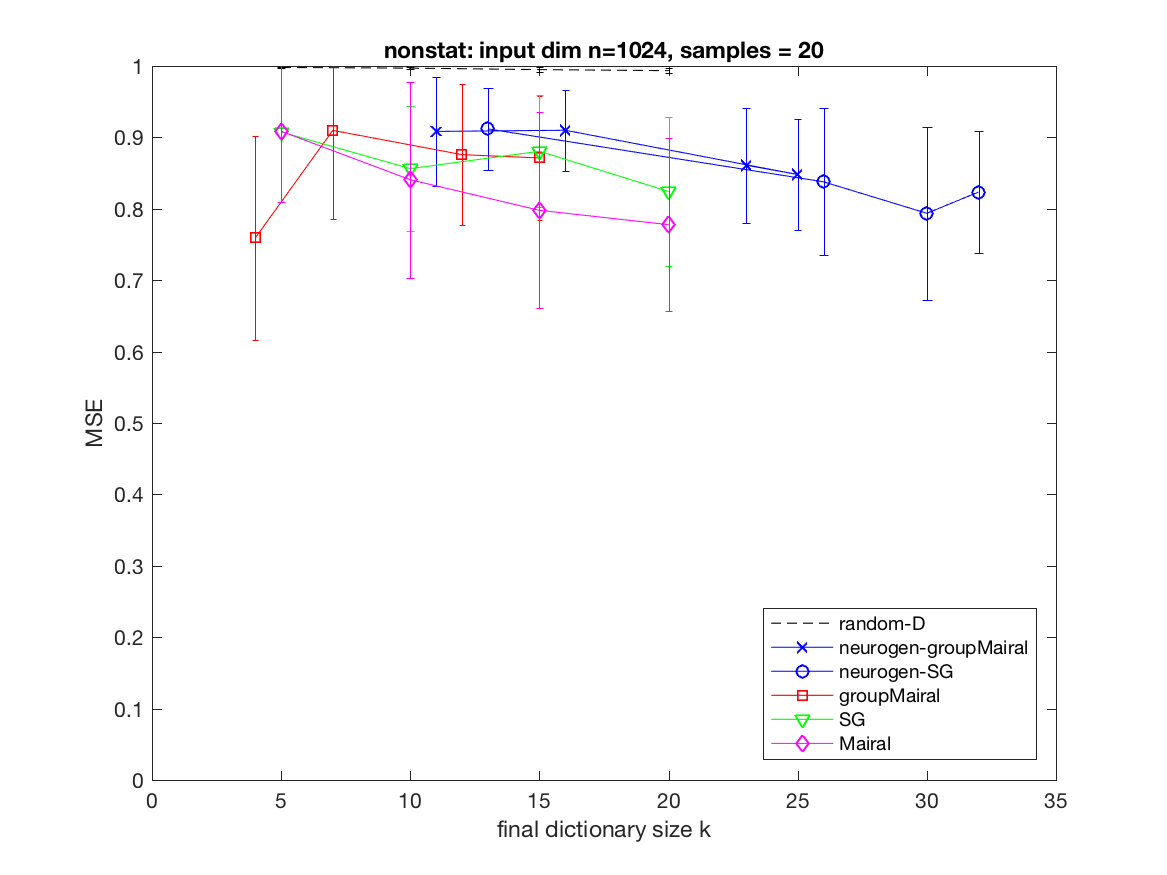 nonstat: input dim n=1024, samples = 20
1
0.9
0.8
0.7
0.6
0.5
0.4
0.3
0.2
0.1
0
MSE
random-D
neurogen-groupMairal
neurogen-SG
groupMairal
SG
Mairal
0 5 10 15 20 25 30 35
final dictionary size k